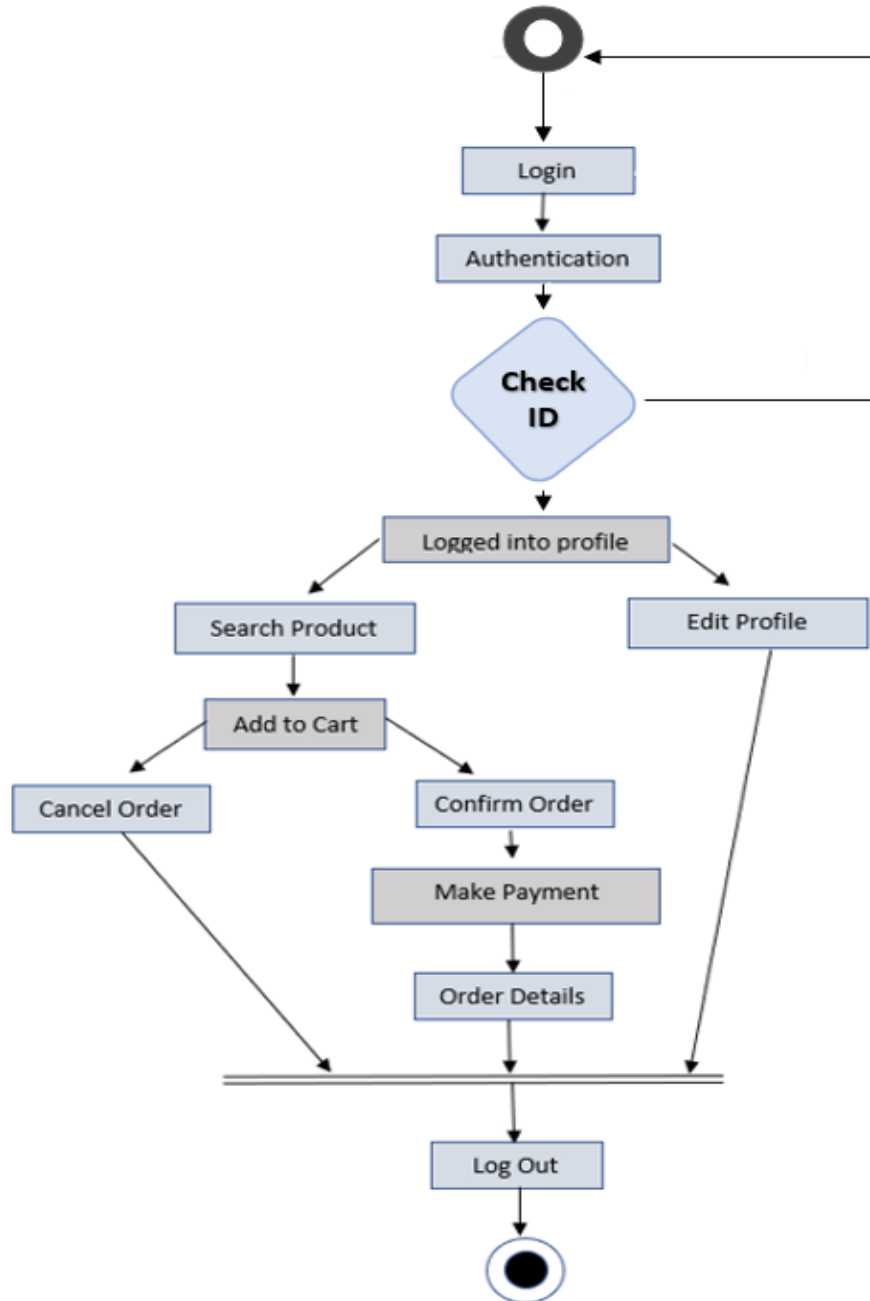 Login
Authentication
Check
ID
Logged into profile
Search Product
Edit Profile
Add to Cart
Cancel Order
Confirm Order
Make Payment
Order Details
Log Out